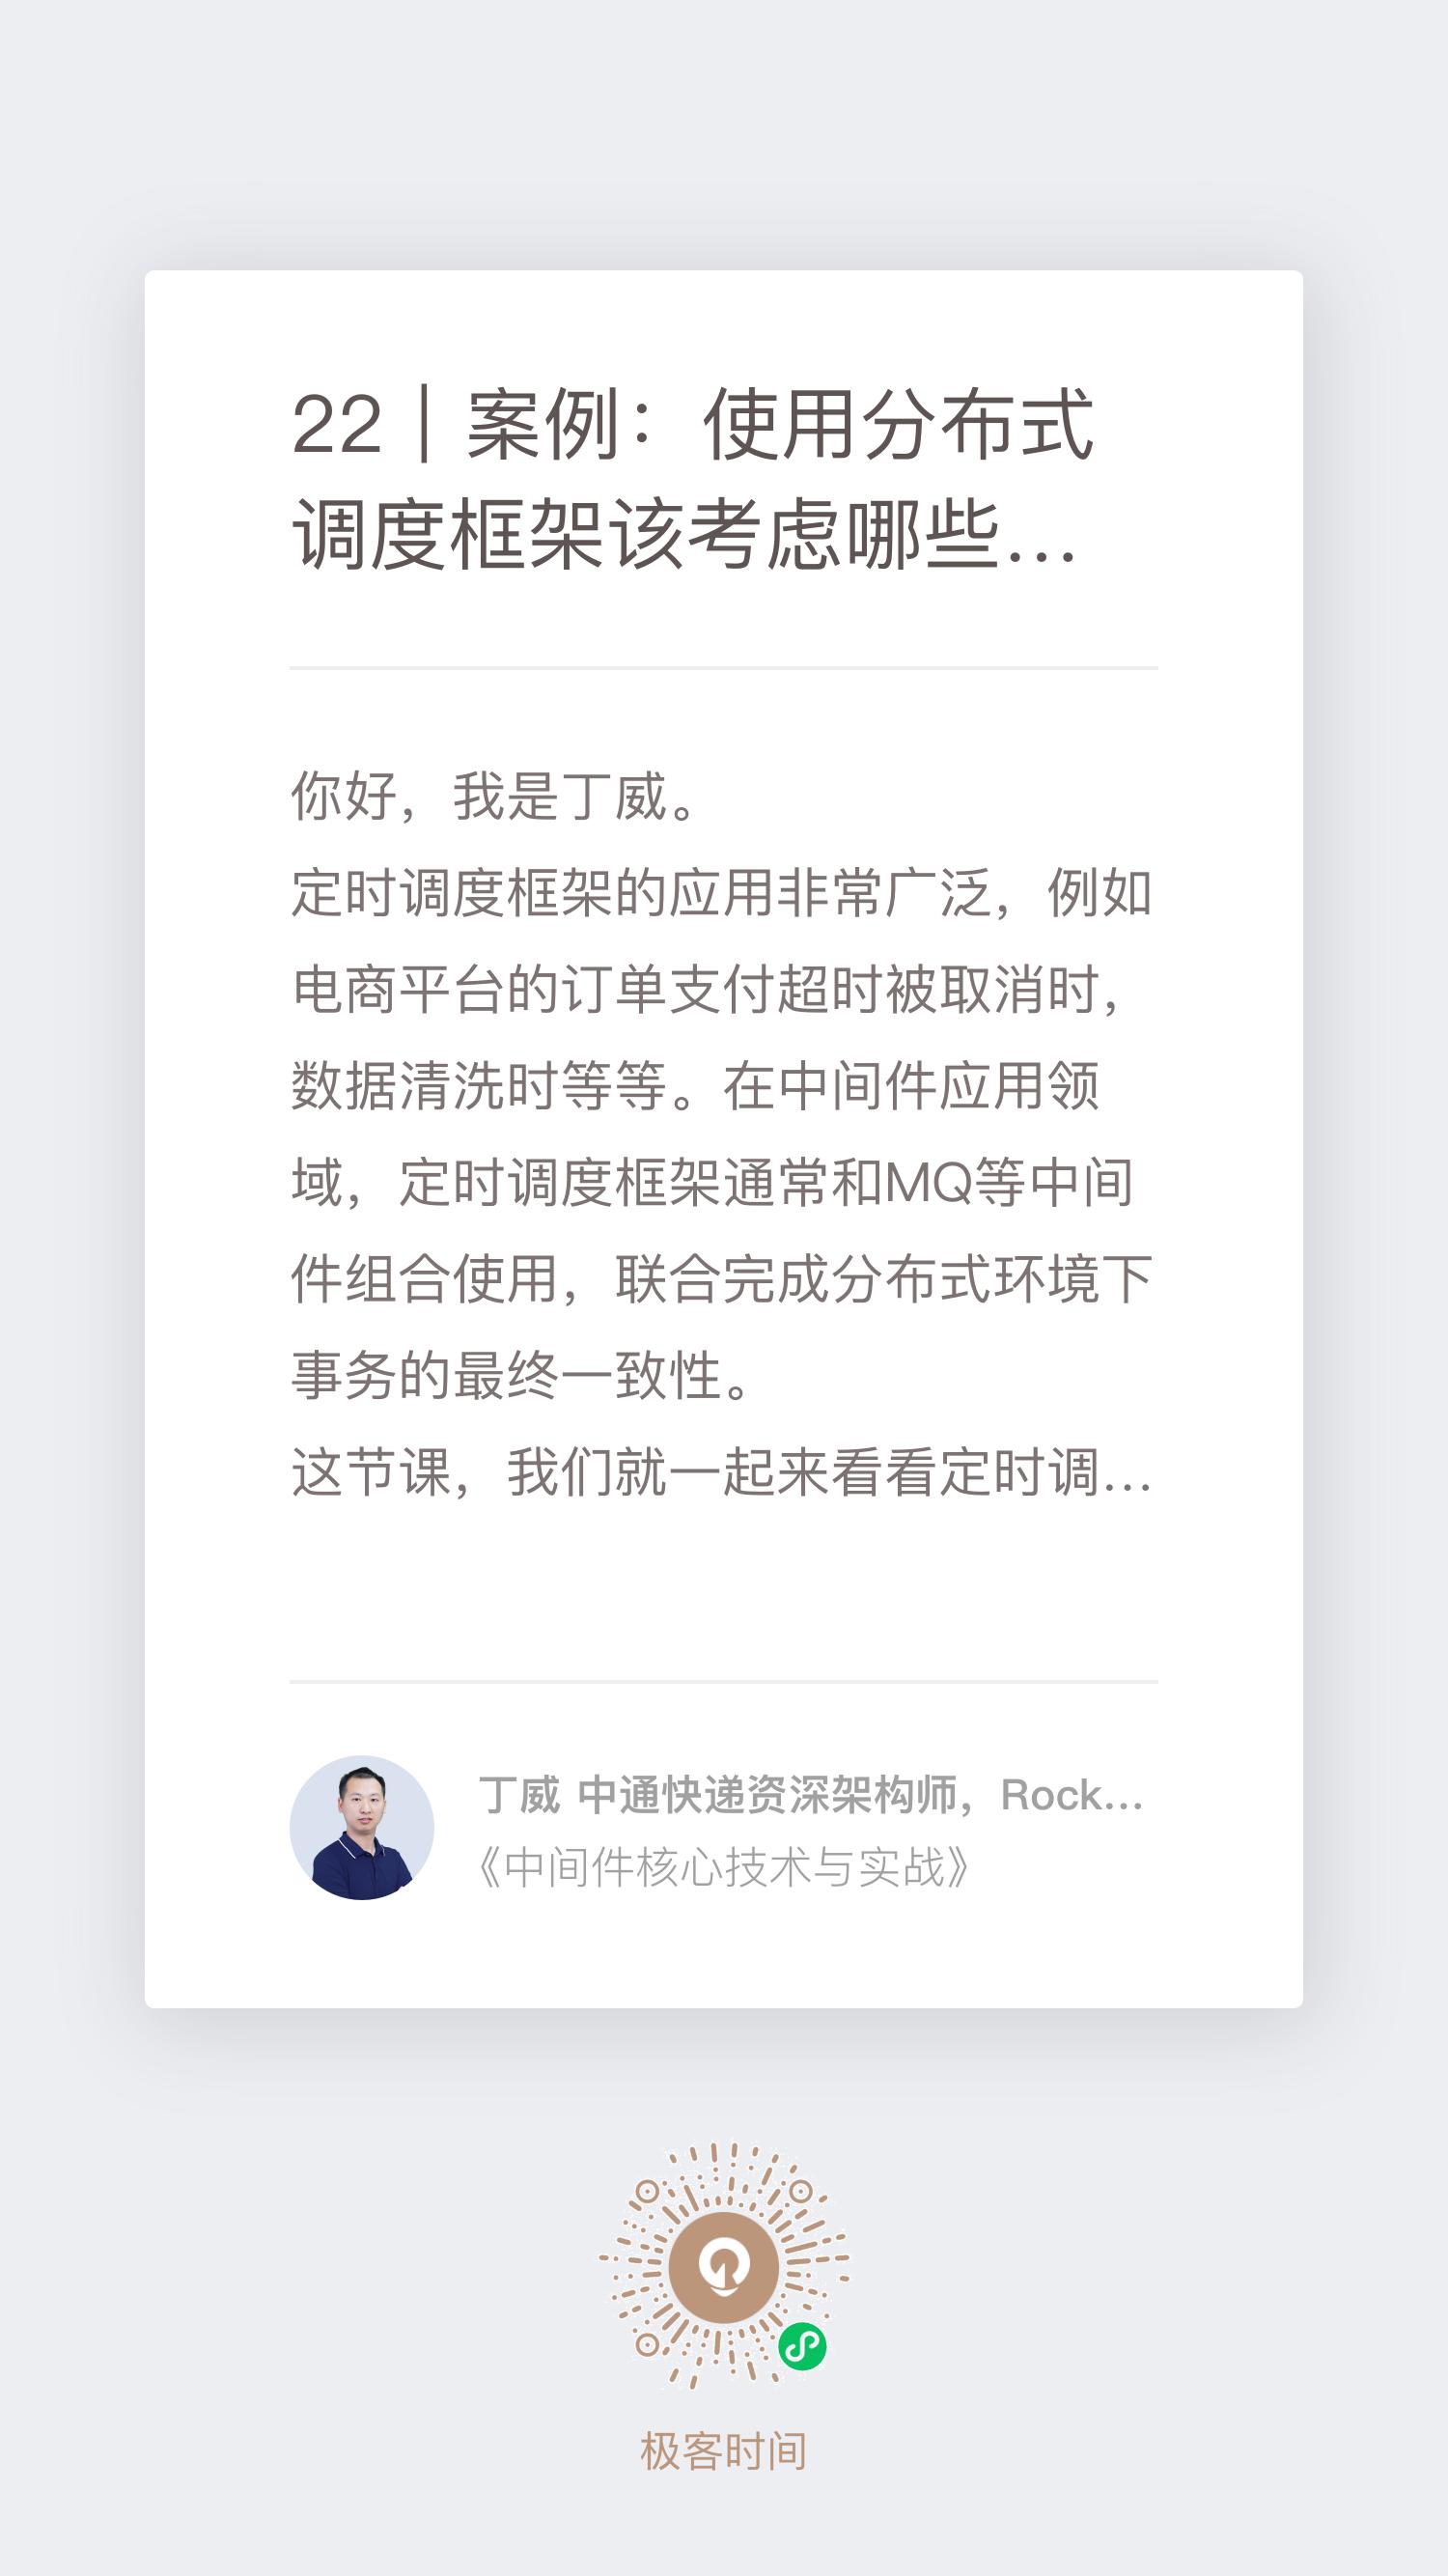 22｜案例：使用分布式
调度框架该考虑哪些...
你好，我是丁威。
定时调度框架的应用非常广泛，例如
电商平台的订单支付超时被取消时，
数据清洗时等等。在中间件应用领
域，定时调度框架通常和MQ等中间
件组合使用，联合完成分布式环境下
事务的最终一致性。
这节课，我们就一起来看看定时调...
丁威 中通快递资深架构师，Rock...
《中间件核心技术与实战》
极客时间